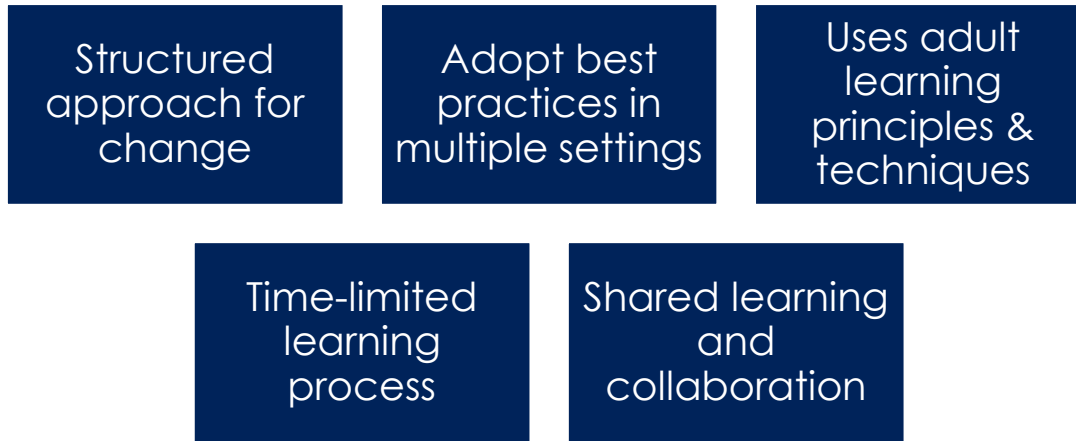 Structured
approach for
change
Adopt best
practices in
multiple settings
Uses adult
learning
principles &
techniques
Time-limited
learning
process
Shared learning
and
collaboration